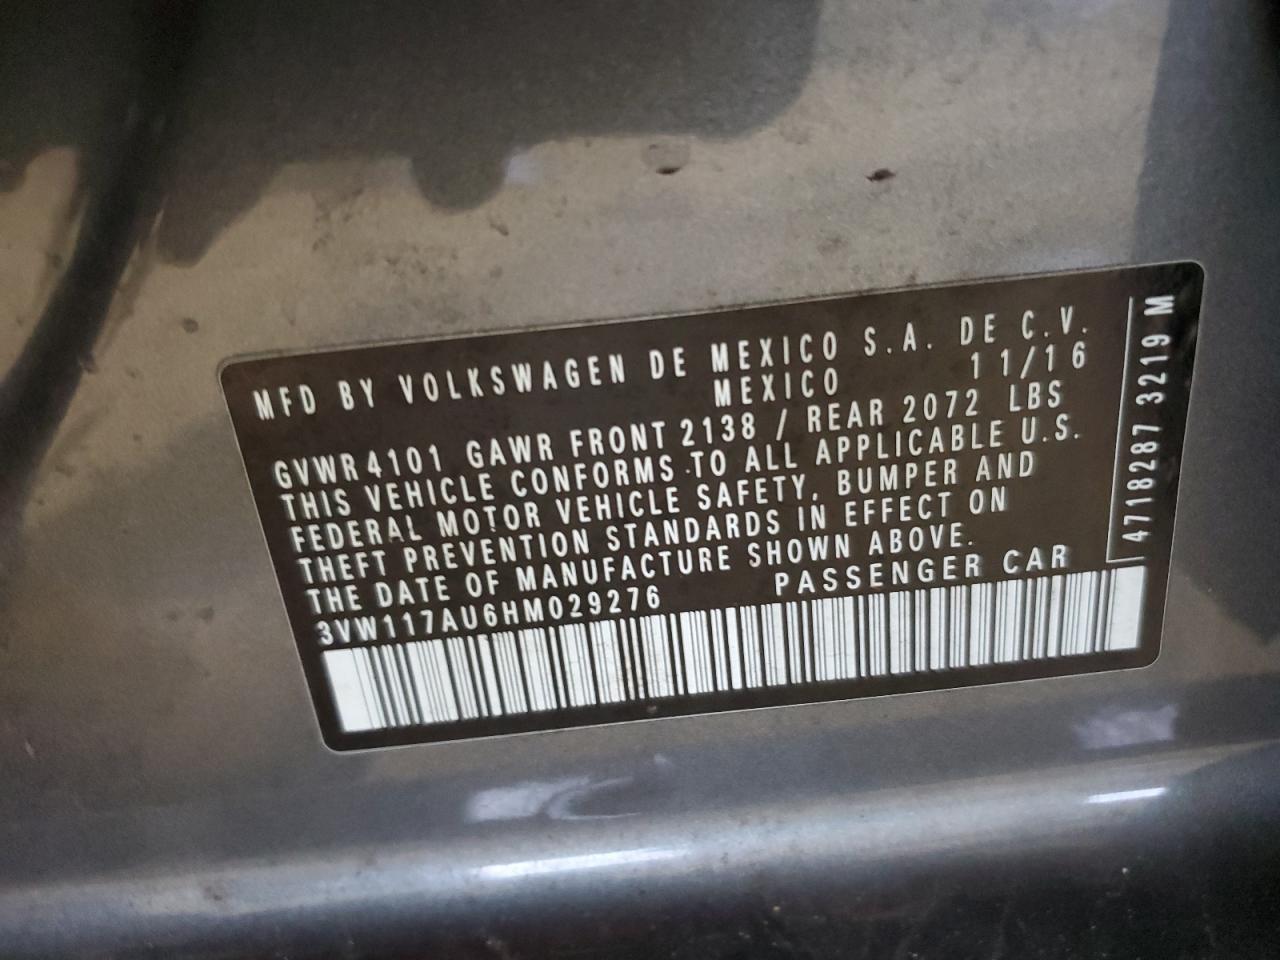 MFD BY VOLKSWAGEN DE MEXICO S.A. DE C.V.
MEXICO 11/16
GVWR 4101 GAWR FRONT 2138 / REAR 2072 LBS
THIS VEHICLE CONFORMS TO ALL APPLICABLE U.S.
FEDERAL MOTOR VEHICLE SAFETY, BUMPER AND
THEFT PREVENTION STANDARDS IN EFFECT ON
THE DATE OF MANUFACTURE SHOWN ABOVE.
3VW117AU6HM029276 PASSENGER CAR
4718287 3219 M